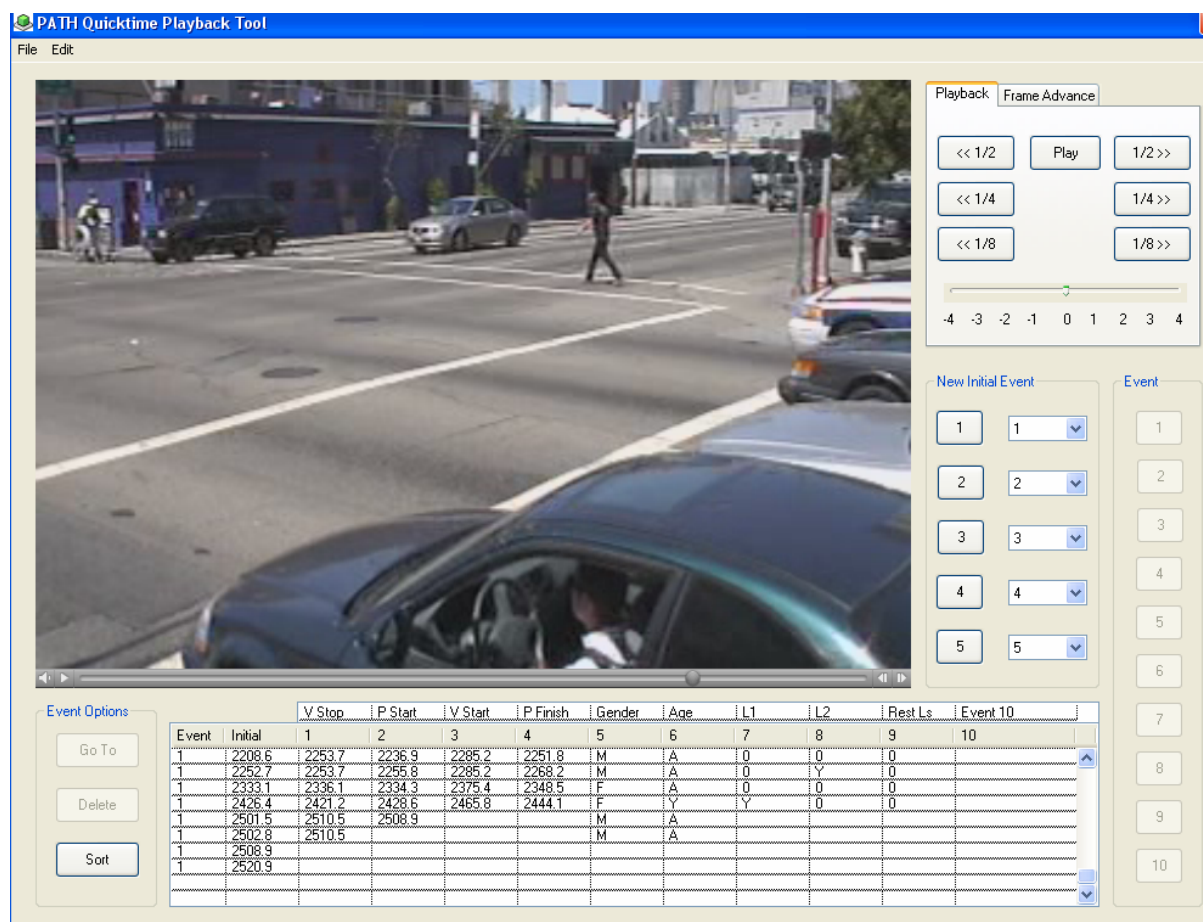 PATH Quicktime Playback Tool
File Edit
Playback Frame Advance
<< 1/2 Play 1/2 >>
<< 1/4 1/4 >>
<< 1/8 1/8 >>
-4 -3 -2 -1 0 1 2 3 4
New Initial Event
1 1
2 2
3 3
4 4
5 5
Event
1
2
3
4
5
6
7
8
9
10
Event Options
Go To
Delete
Sort
V Stop P Start V Start P Finish Gender Age L1 L2 Rest Ls Event 10
Event Initial 1 2 3 4 5 6 7 8 9 10
1 2208.6 2253.7 2236.9 2285.2 2251.8 M A 0 0 0
1 2252.7 2253.7 2255.8 2285.2 2268.2 M A 0 Y 0
1 2333.1 2336.1 2334.3 2375.4 2348.5 F A 0 0 0
1 2426.4 2421.2 2428.6 2465.8 2444.1 F Y Y 0 0
1 2501.5 2510.5 2508.9 M A
1 2502.8 2510.5 M A
1 2508.9
1 2520.9